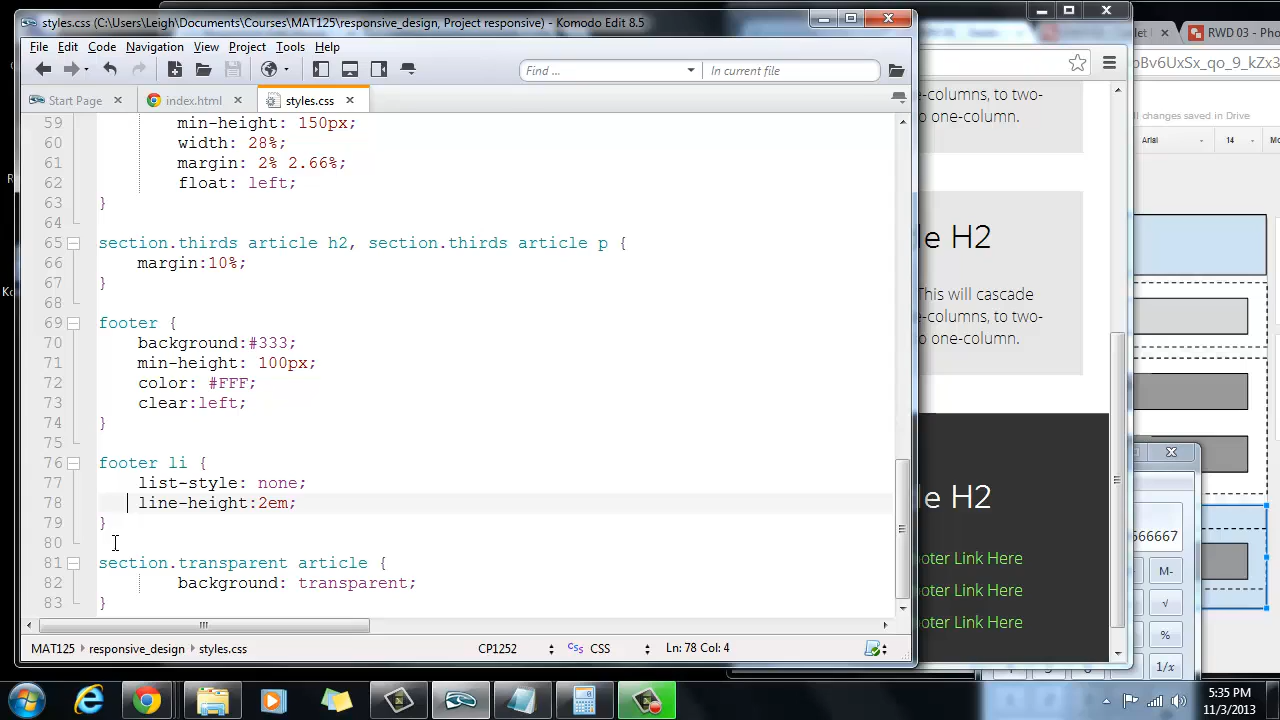 styles.css (C:\Users\Leigh\Documents\Courses\MAT125\responsive_design, Project responsive) - Komodo Edit 8.5
File Edit Code Navigation View Project Tools Help
Find ... In current file
Start Page index.html styles.css
59 min-height: 150px;
60 width: 28%;
61 margin: 2% 2.66%;
62 float: left;
63 }
64
65 section.thirds article h2, section.thirds article p {
66 margin:10%;
67 }
68
69 footer {
70 background:#333;
71 min-height: 100px;
72 color: #FFF;
73 clear:left;
74 }
75
76 footer li {
77 list-style: none;
78 line-height:2em;
79 }
80
81 section.transparent article {
82 background: transparent;
83 }
MAT125 responsive_design styles.css CP1252 CSS Ln: 78 Col: 4
e-columns, to two-
o one-column.
le H2
This will cascade
e-columns, to two-
o one-column.
le H2
oter Link Here
oter Link Here
oter Link Here
RWD 03 - Pho
pBv6UxSx_qo_9_kZx3
ll changes saved in Drive
Arial 14
666667
M-
√
%
1/x
5:35 PM
11/3/2013